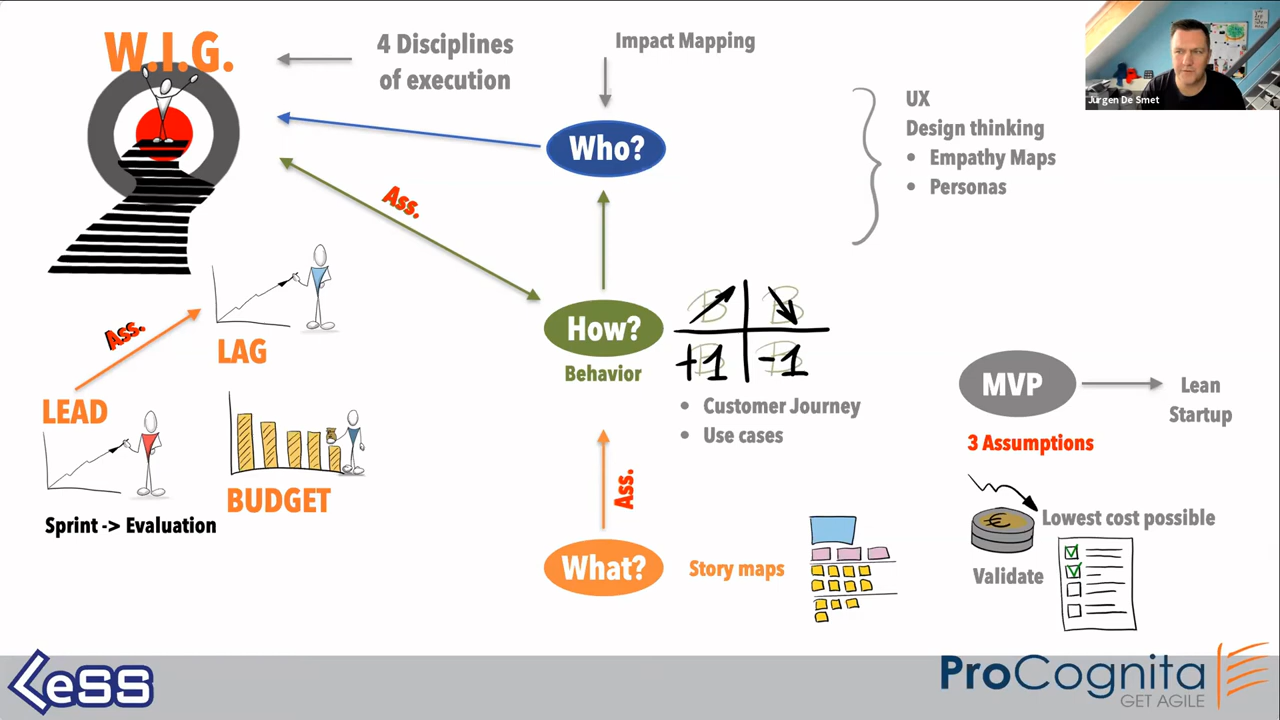 W.I.G.
4 Disciplines
of execution
Impact Mapping
Who?
UX
Design thinking
• Empathy Maps
• Personas
Jürgen De Smet
Ass.
How?
Behavior
B B
+1 B -1 B
• Customer Journey
• Use cases
Ass.
LAG
LEAD
BUDGET
Sprint -> Evaluation
Ass.
What?
Story maps
MVP
Lean
Startup
3 Assumptions
€
Lowest cost possible
Validate
LeSS
ProCognita
GET AGILE